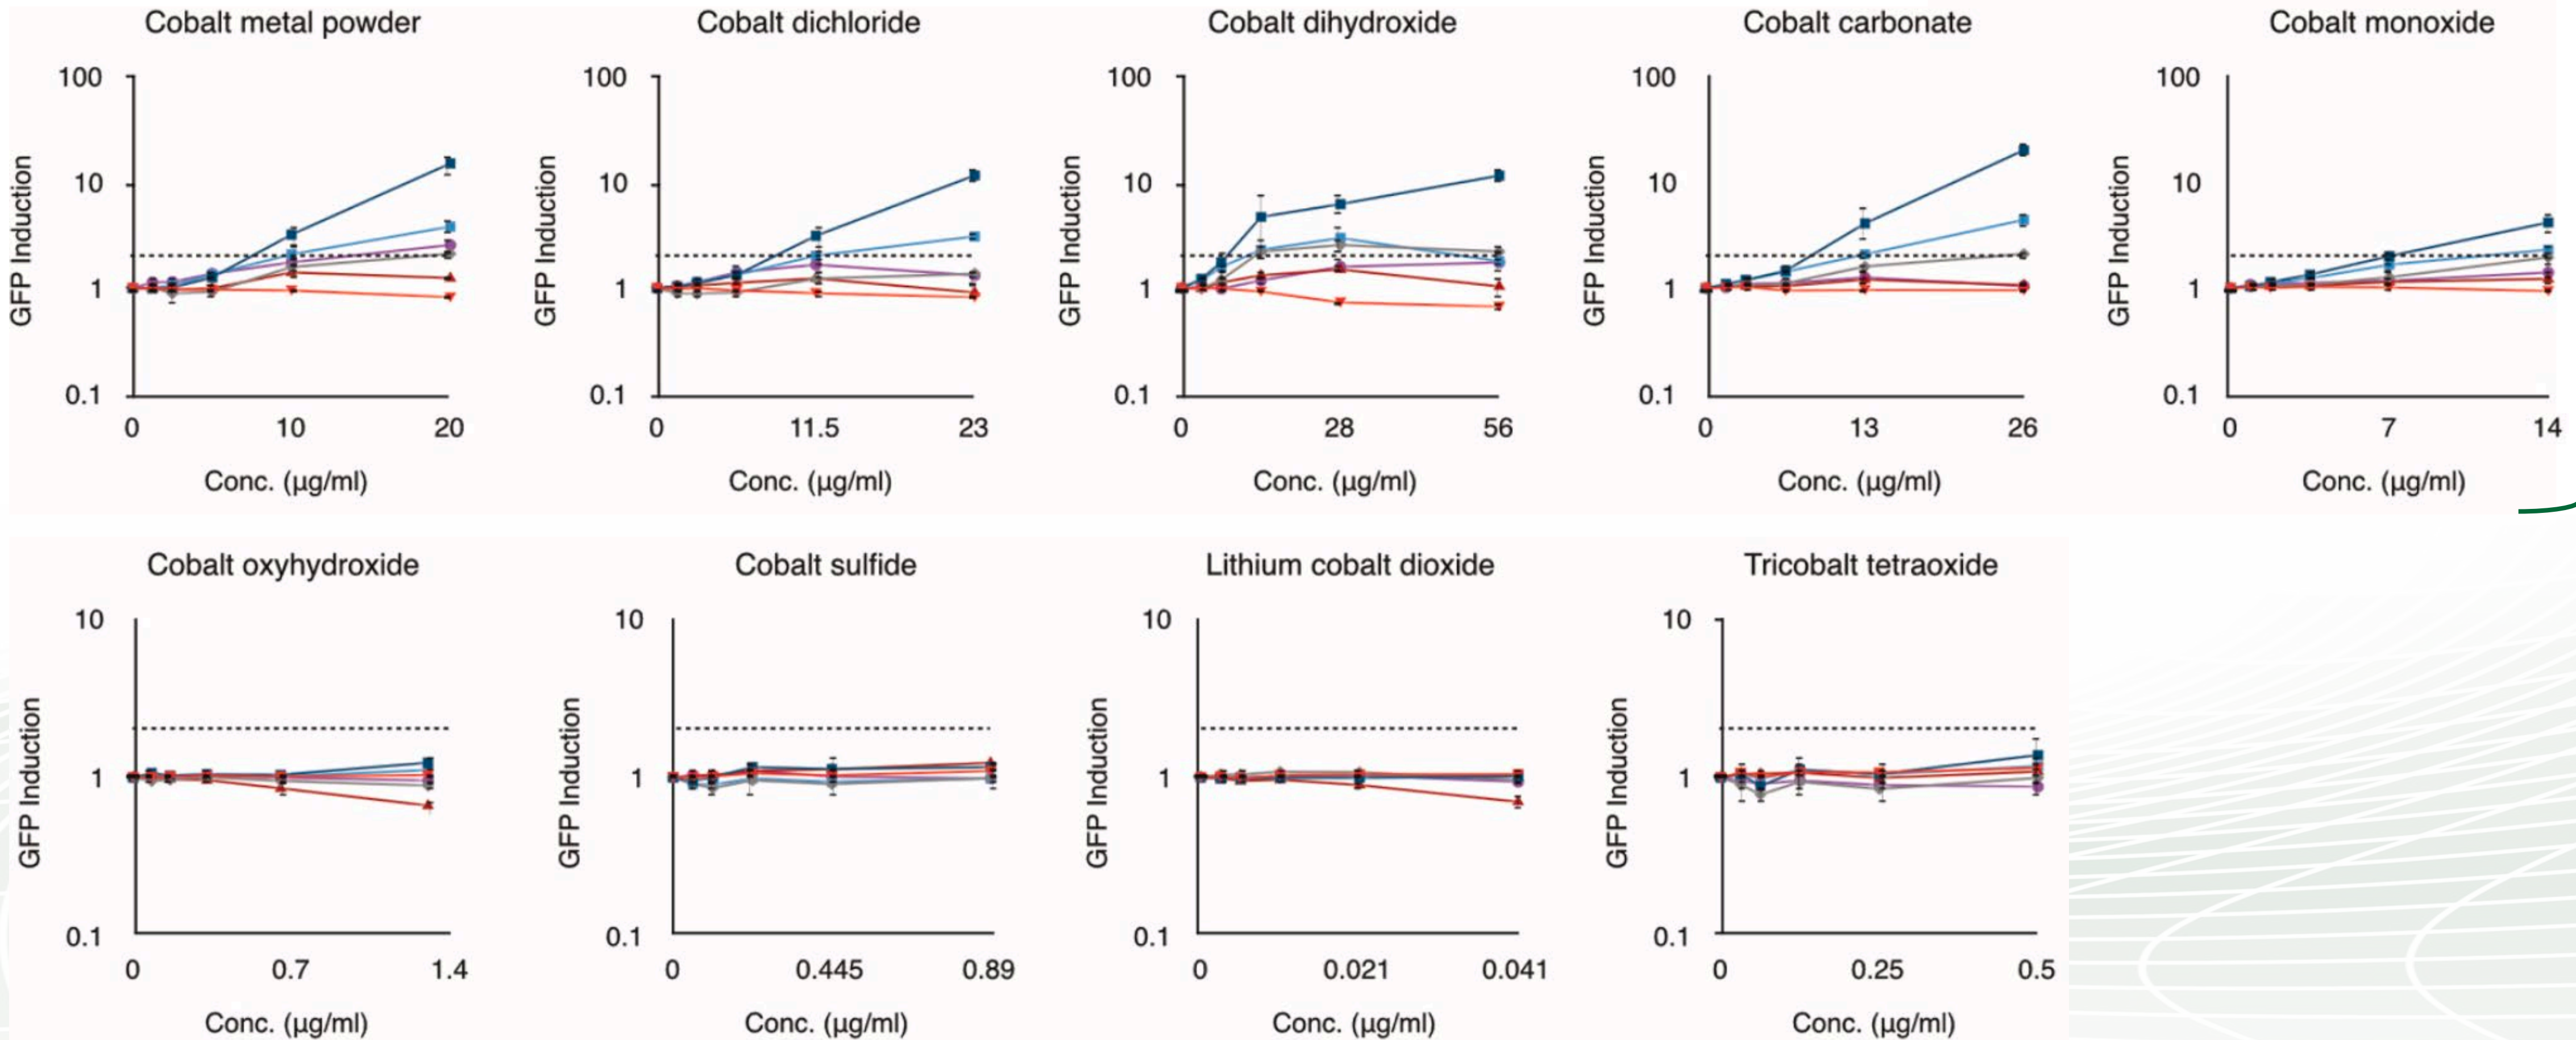 Cobalt metal powder
100
10
1
0.1
GFP Induction
0 10 20
Conc. (µg/ml)
Cobalt dichloride
100
10
1
0.1
GFP Induction
0 11.5 23
Conc. (µg/ml)
Cobalt dihydroxide
100
10
1
0.1
GFP Induction
0 28 56
Conc. (µg/ml)
Cobalt carbonate
100
10
1
0.1
GFP Induction
0 13 26
Conc. (µg/ml)
Cobalt monoxide
100
10
1
0.1
GFP Induction
0 7 14
Conc. (µg/ml)
Cobalt oxyhydroxide
10
1
0.1
GFP Induction
0 0.7 1.4
Conc. (µg/ml)
Cobalt sulfide
10
1
0.1
GFP Induction
0 0.445 0.89
Conc. (µg/ml)
Lithium cobalt dioxide
10
1
0.1
GFP Induction
0 0.021 0.041
Conc. (µg/ml)
Tricobalt tetraoxide
10
1
0.1
GFP Induction
0 0.25 0.5
Conc. (µg/ml)